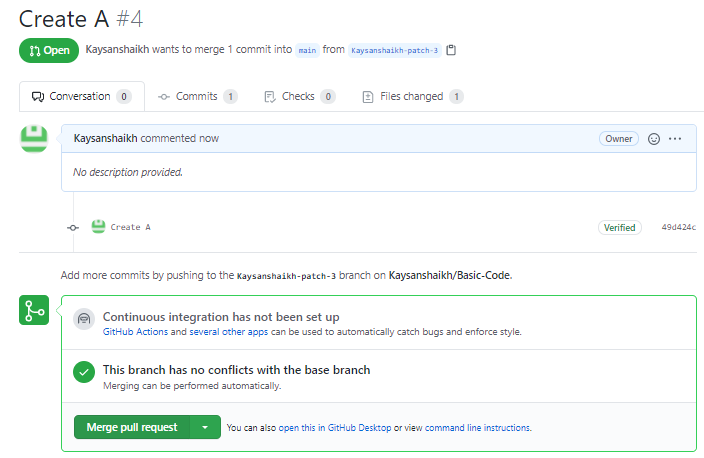 Create A #4
Open Kaysanshaikh wants to merge 1 commit into main from Kaysanshaikh-patch-3
Conversation 0 Commits 1 Checks 0 Files changed 1
Kaysanshaikh commented now Owner
No description provided.
Create A Verified 49d424c
Add more commits by pushing to the Kaysanshaikh-patch-3 branch on Kaysanshaikh/Basic-Code.
Continuous integration has not been set up
GitHub Actions and several other apps can be used to automatically catch bugs and enforce style.
This branch has no conflicts with the base branch
Merging can be performed automatically.
Merge pull request You can also open this in GitHub Desktop or view command line instructions.